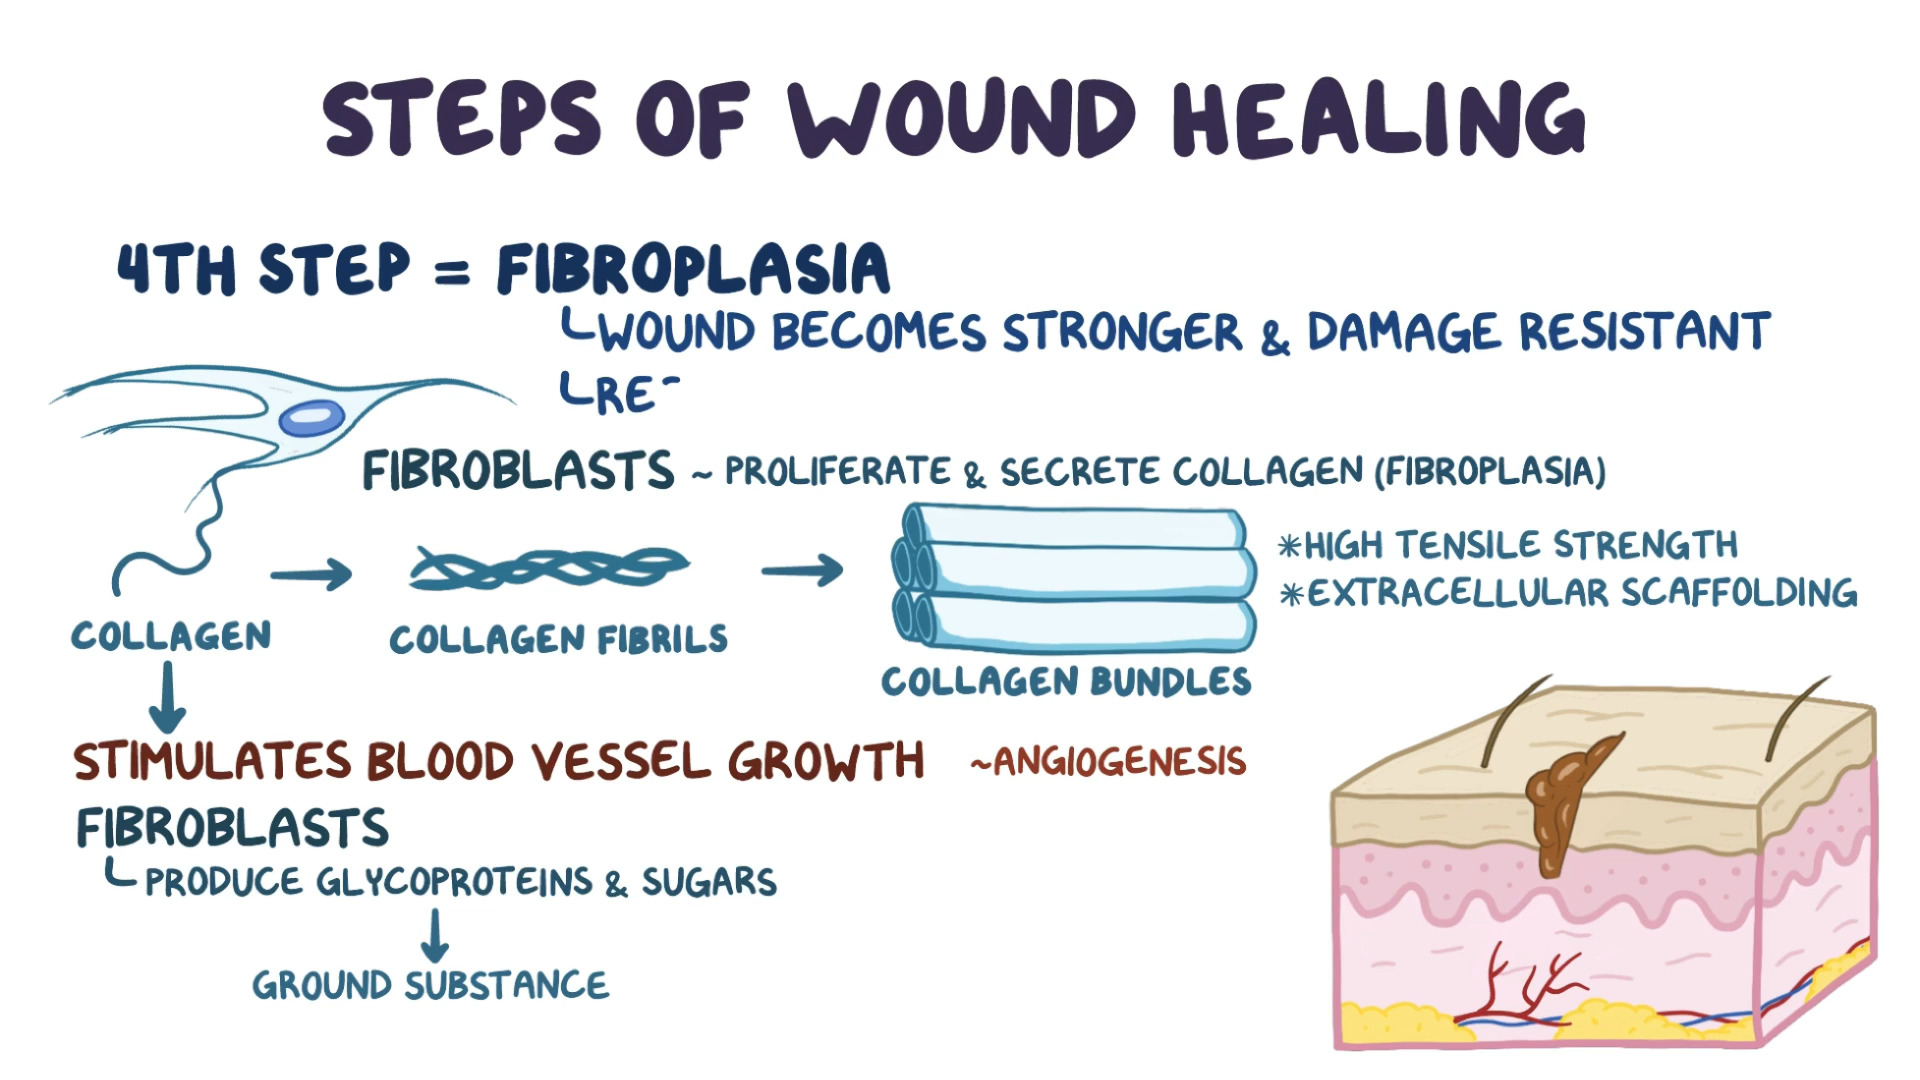 STEPS OF WOUND HEALING
4TH STEP = FIBROPLASIA
WOUND BECOMES STRONGER & DAMAGE RESISTANT
FIBROBLASTS ~ PROLIFERATE & SECRETE COLLAGEN (FIBROPLASIA)
*HIGH TENSILE STRENGTH
*EXTRACELLULAR SCAFFOLDING
COLLAGEN
COLLAGEN FIBRILS
COLLAGEN BUNDLES
STIMULATES BLOOD VESSEL GROWTH ~ANGIOGENESIS
FIBROBLASTS
PRODUCE GLYCOPROTEINS & SUGARS
GROUND SUBSTANCE